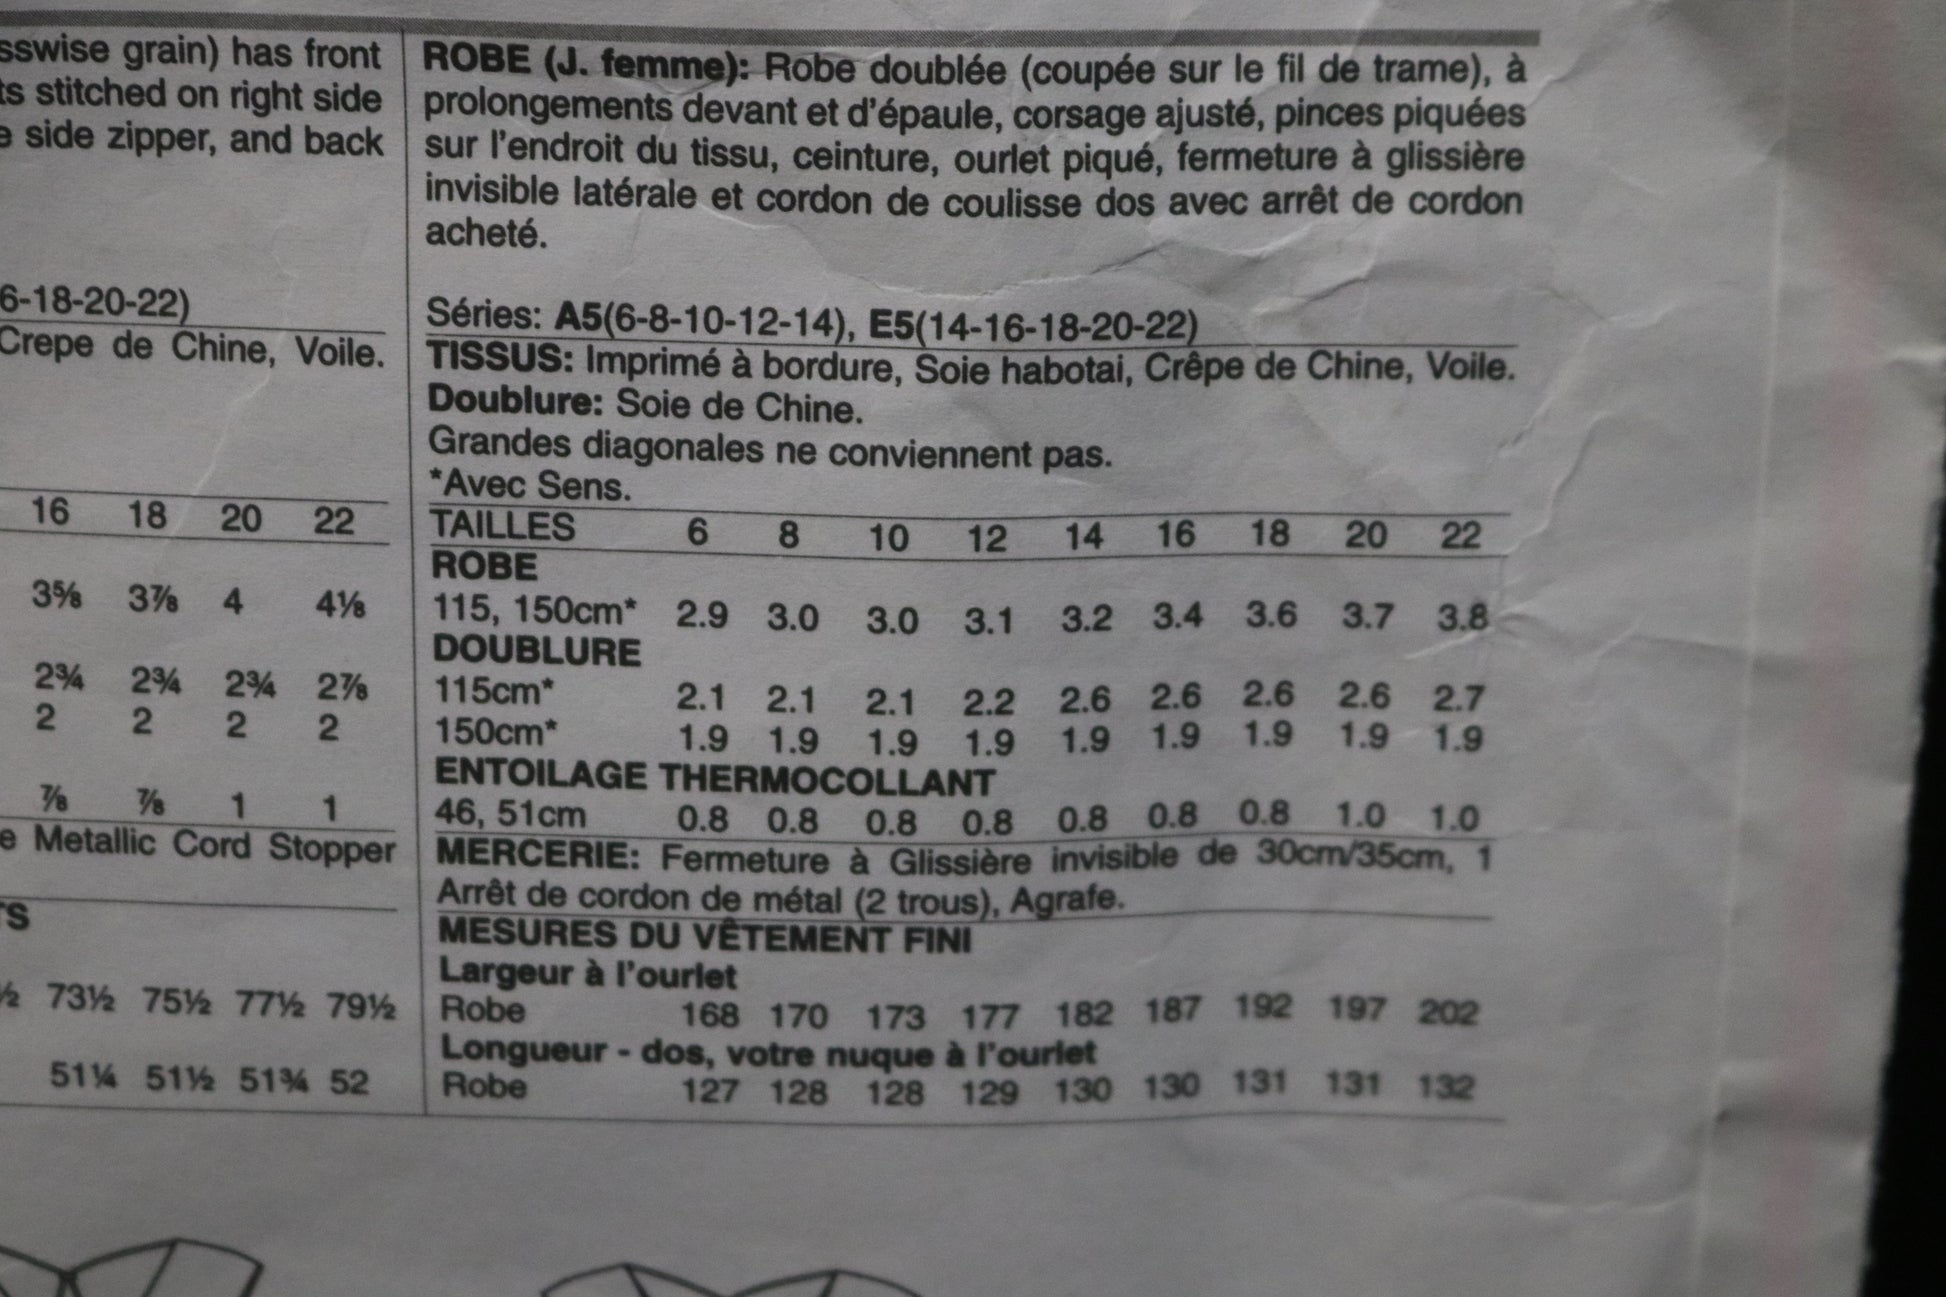 sswise grain) has front
ts stitched on right side
e side zipper, and back
6-18-20-22)
Crepe de Chine, Voile.
16 18 20 22
3⅝ 3⅞ 4 4⅛
2¾ 2¾ 2¾ 2⅞
2 2 2 2
⅞ ⅞ 1 1
e Metallic Cord Stopper
TS
½ 73½ 75½ 77½ 79½
51¼ 51½ 51¾ 52
ROBE (J. femme): Robe doublée (coupée sur le fil de trame), à
prolongements devant et d'épaule, corsage ajusté, pinces piquées
sur l'endroit du tissu, ceinture, ourlet piqué, fermeture à glissière
invisible latérale et cordon de coulisse dos avec arrêt de cordon
acheté.
Séries: A5(6-8-10-12-14), E5(14-16-18-20-22)
TISSUS: Imprimé à bordure, Soie habotai, Crêpe de Chine, Voile.
Doublure: Soie de Chine.
Grandes diagonales ne conviennent pas.
*Avec Sens.
TAILLES 6 8 10 12 14 16 18 20 22
ROBE
115, 150cm* 2.9 3.0 3.0 3.1 3.2 3.4 3.6 3.7 3.8
DOUBLURE
115cm* 2.1 2.1 2.1 2.2 2.6 2.6 2.6 2.6 2.7
150cm* 1.9 1.9 1.9 1.9 1.9 1.9 1.9 1.9 1.9
ENTOILAGE THERMOCOLLANT
46, 51cm 0.8 0.8 0.8 0.8 0.8 0.8 0.8 1.0 1.0
MERCERIE: Fermeture à Glissière invisible de 30cm/35cm, 1
Arrêt de cordon de métal (2 trous), Agrafe.
MESURES DU VÊTEMENT FINI
Largeur à l'ourlet
Robe 168 170 173 177 182 187 192 197 202
Longueur - dos, votre nuque à l'ourlet
Robe 127 128 128 129 130 130 131 131 132